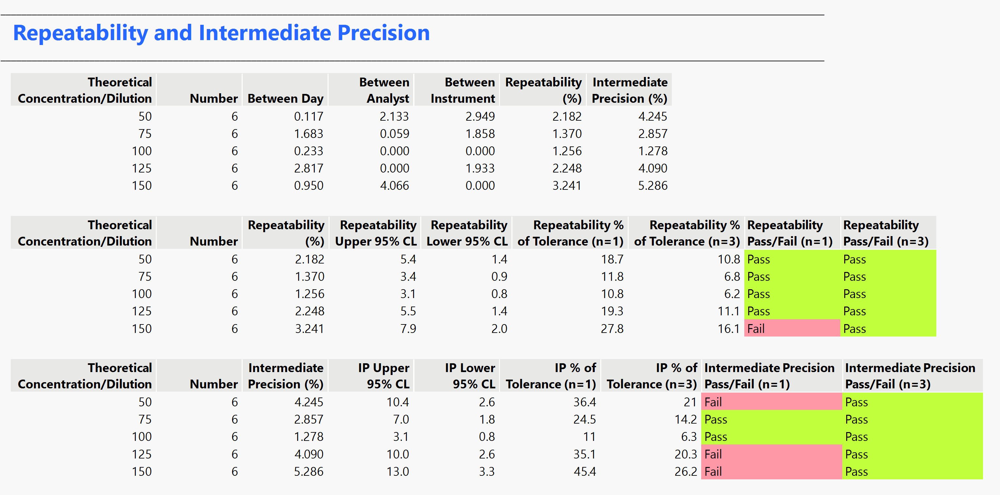 Repeatability and Intermediate Precision
Theoretical Concentration/Dilution Number Between Day Between Analyst Between Instrument Repeatability (%) Intermediate Precision (%)
50 6 0.117 2.133 2.949 2.182 4.245
75 6 1.683 0.059 1.858 1.370 2.857
100 6 0.233 0.000 0.000 1.256 1.278
125 6 2.817 0.000 1.933 2.248 4.090
150 6 0.950 4.066 0.000 3.241 5.286
Theoretical Concentration/Dilution Number Repeatability (%) Repeatability Upper 95% CL Repeatability Lower 95% CL Repeatability % of Tolerance (n=1) Repeatability % of Tolerance (n=3) Repeatability Pass/Fail (n=1) Repeatability Pass/Fail (n=3)
50 6 2.182 5.4 1.4 18.7 10.8 Pass Pass
75 6 1.370 3.4 0.9 11.8 6.8 Pass Pass
100 6 1.256 3.1 0.8 10.8 6.2 Pass Pass
125 6 2.248 5.5 1.4 19.3 11.1 Pass Pass
150 6 3.241 7.9 2.0 27.8 16.1 Fail Pass
Theoretical Concentration/Dilution Number Intermediate Precision (%) IP Upper 95% CL IP Lower 95% CL IP % of Tolerance (n=1) IP % of Tolerance (n=3) Intermediate Precision Pass/Fail (n=1) Intermediate Precision Pass/Fail (n=3)
50 6 4.245 10.4 2.6 36.4 21 Fail Pass
75 6 2.857 7.0 1.8 24.5 14.2 Pass Pass
100 6 1.278 3.1 0.8 11 6.3 Pass Pass
125 6 4.090 10.0 2.6 35.1 20.3 Fail Pass
150 6 5.286 13.0 3.3 45.4 26.2 Fail Pass